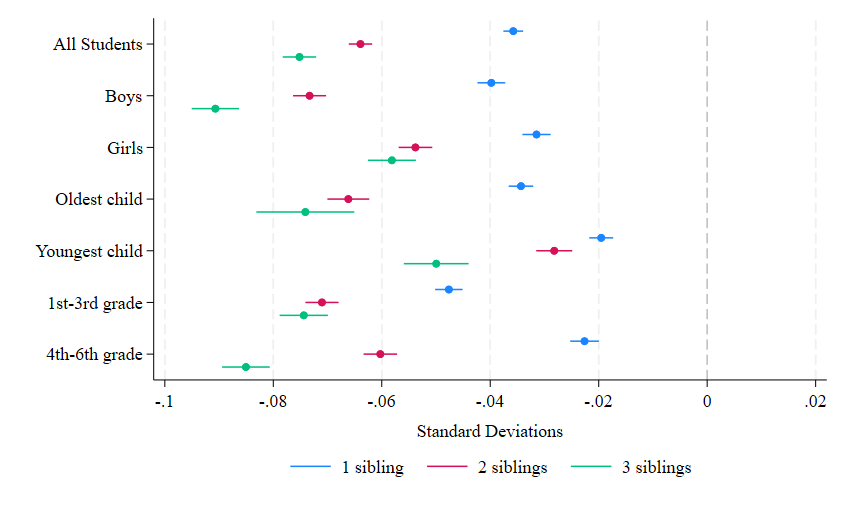 All Students
Boys
Girls
Oldest child
Youngest child
1st-3rd grade
4th-6th grade
-.1 -.08 -.06 -.04 -.02 0 .02
Standard Deviations
1 sibling 2 siblings 3 siblings